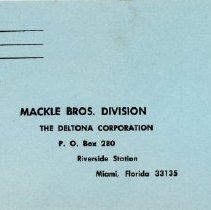 MACKLE BROS. DIVISION
THE DELTONA CORPORATION
P. O. Box 280
Riverside Station
Miami, Florida 33135